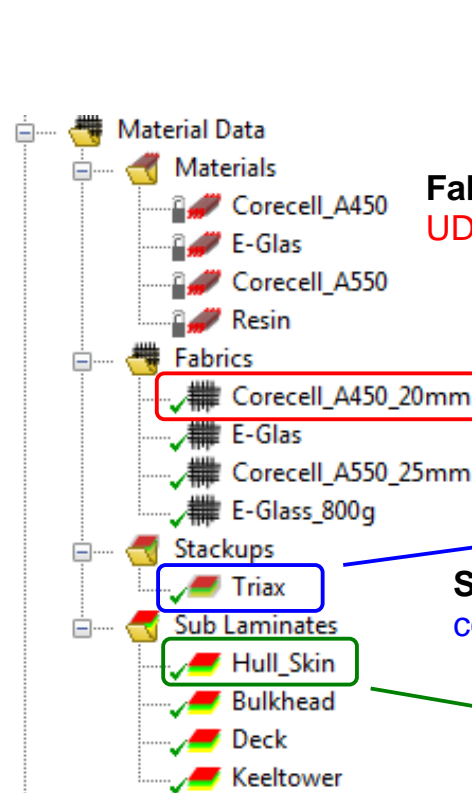 Material Data
Materials
Corecell_A450
E-Glas
Corecell_A550
Resin
Fabrics
Corecell_A450_20mm
E-Glas
Corecell_A550_25mm
E-Glass_800g
Stackups
Triax
Sub Laminates
Hull_Skin
Bulkhead
Deck
Keeltower
UD